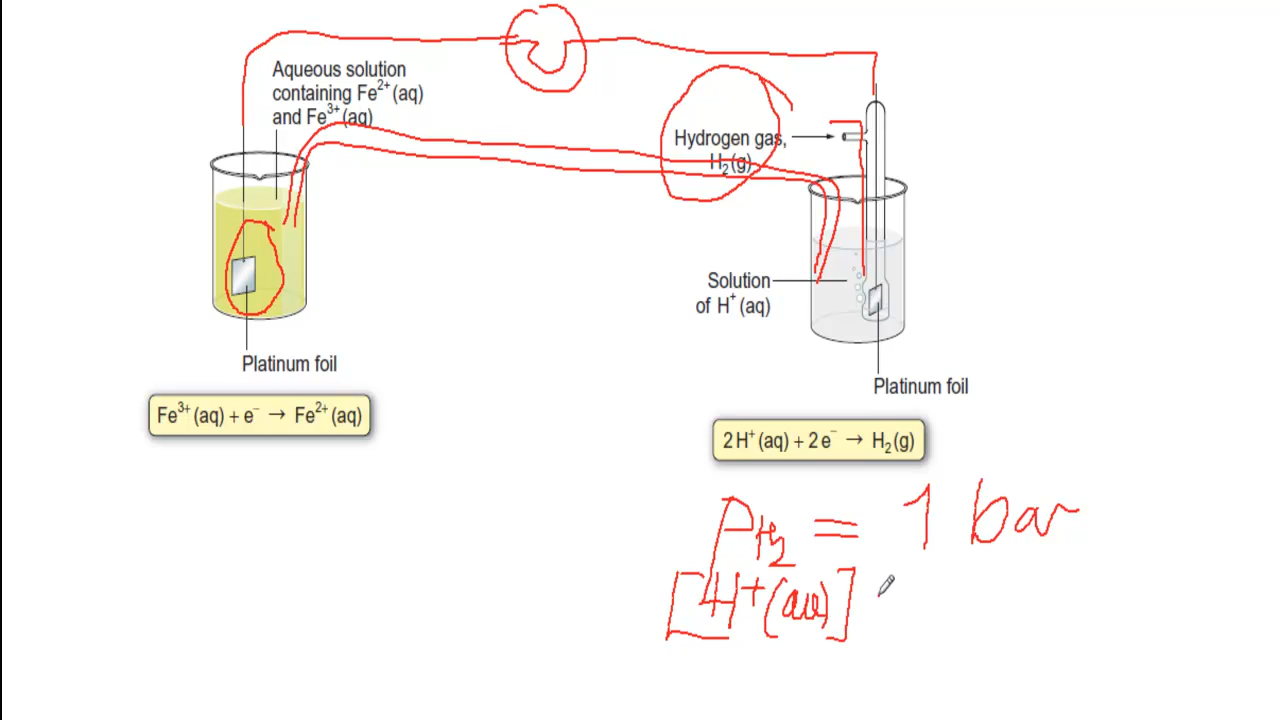 Aqueous solution
containing Fe²⁺(aq)
and Fe³⁺(aq)
Hydrogen gas,
H₂(g)
Solution
of H⁺(aq)
Platinum foil
Platinum foil
Fe³⁺(aq) + e⁻ → Fe²⁺(aq)
2H⁺(aq) + 2e⁻ → H₂(g)
PH₂ = 1 bar
[H⁺(aq)]